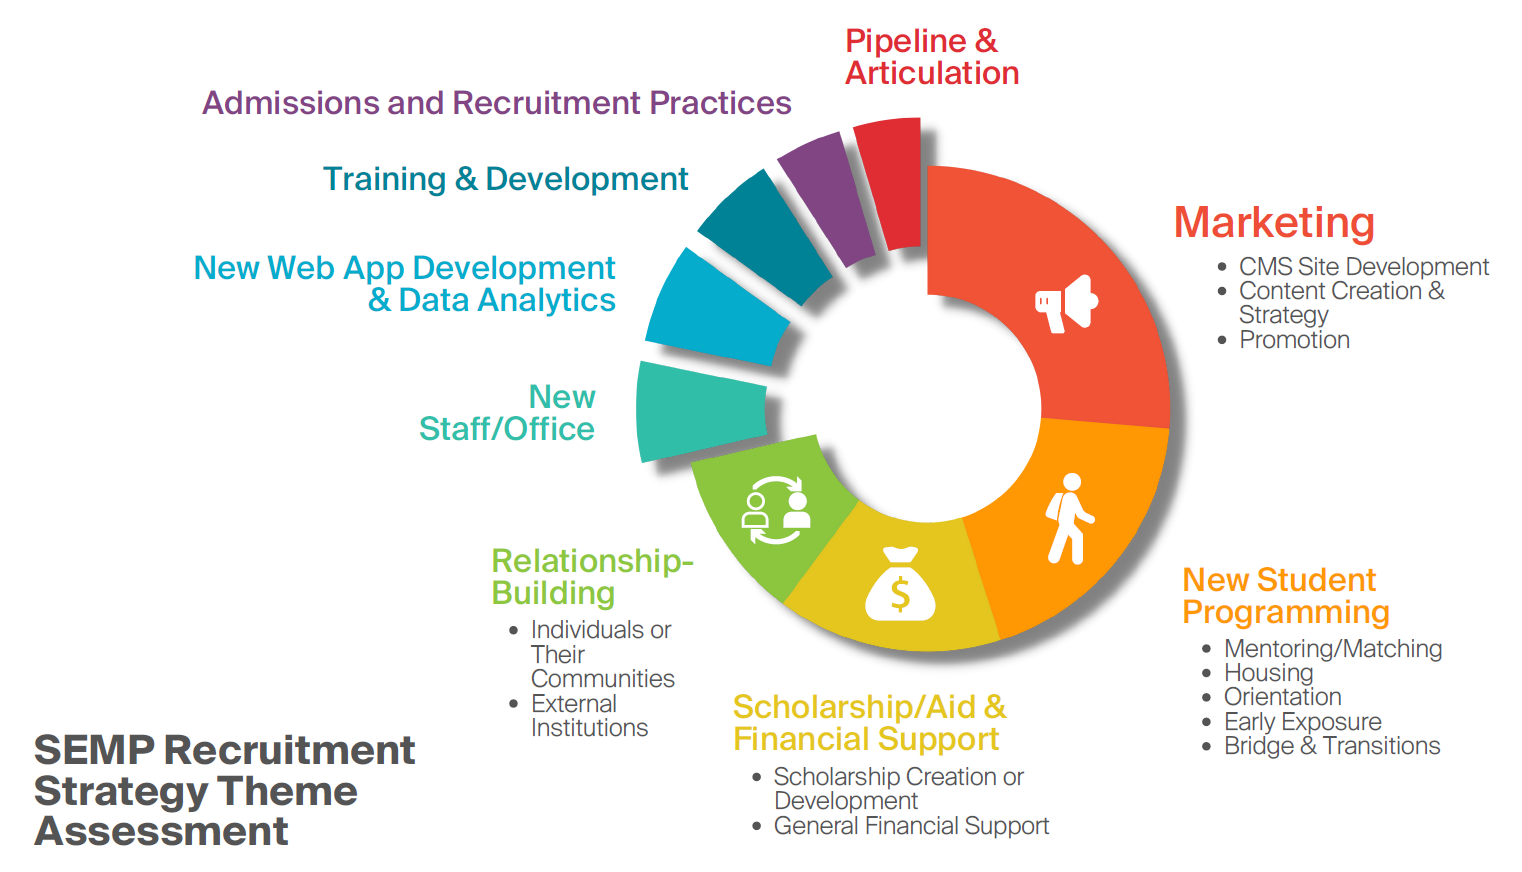 Pipeline &
Articulation
Admissions and Recruitment Practices
Training & Development
New Web App Development
& Data Analytics
New
Staff/Office
Marketing
• CMS Site Development
• Content Creation &
Strategy
• Promotion
New Student
Programming
• Mentoring/Matching
• Housing
• Orientation
• Early Exposure
• Bridge & Transitions
Relationship-
Building
• Individuals or
Their
Communities
• External
Institutions
$
Scholarship/Aid &
Financial Support
• Scholarship Creation or
Development
• General Financial Support
SEMP Recruitment
Strategy Theme
Assessment